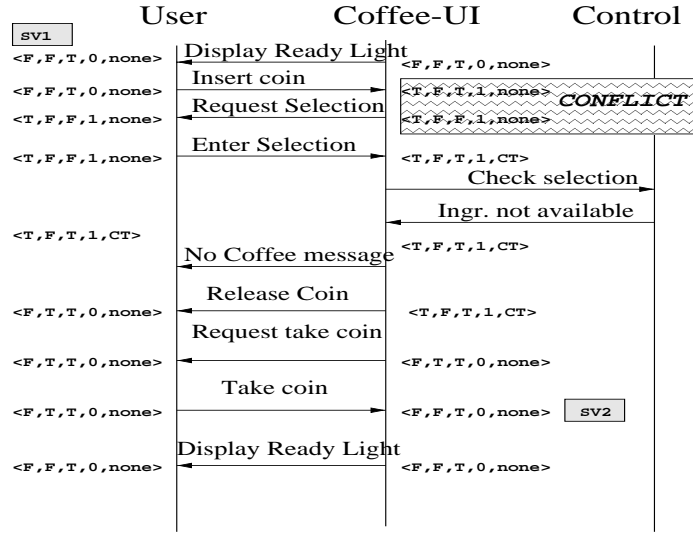 User Coffee-UI Control
SV1
Display Ready Light
<F,F,T,0,none> <F,F,T,0,none>
Insert coin
<F,F,T,0,none> <T,F,T,1,none> CONFLICT
Request Selection
<T,F,F,1,none> <T,F,F,1,none>
Enter Selection
<T,F,F,1,none> <T,F,T,1,CT>
Check selection
Ingr. not available
<T,F,T,1,CT> <T,F,T,1,CT>
No Coffee message
Release Coin
<F,T,T,0,none> <T,F,T,1,CT>
Request take coin
<F,T,T,0,none> <F,T,T,0,none>
Take coin
<F,T,T,0,none> <F,F,T,0,none> SV2
Display Ready Light
<F,F,T,0,none> <F,F,T,0,none>